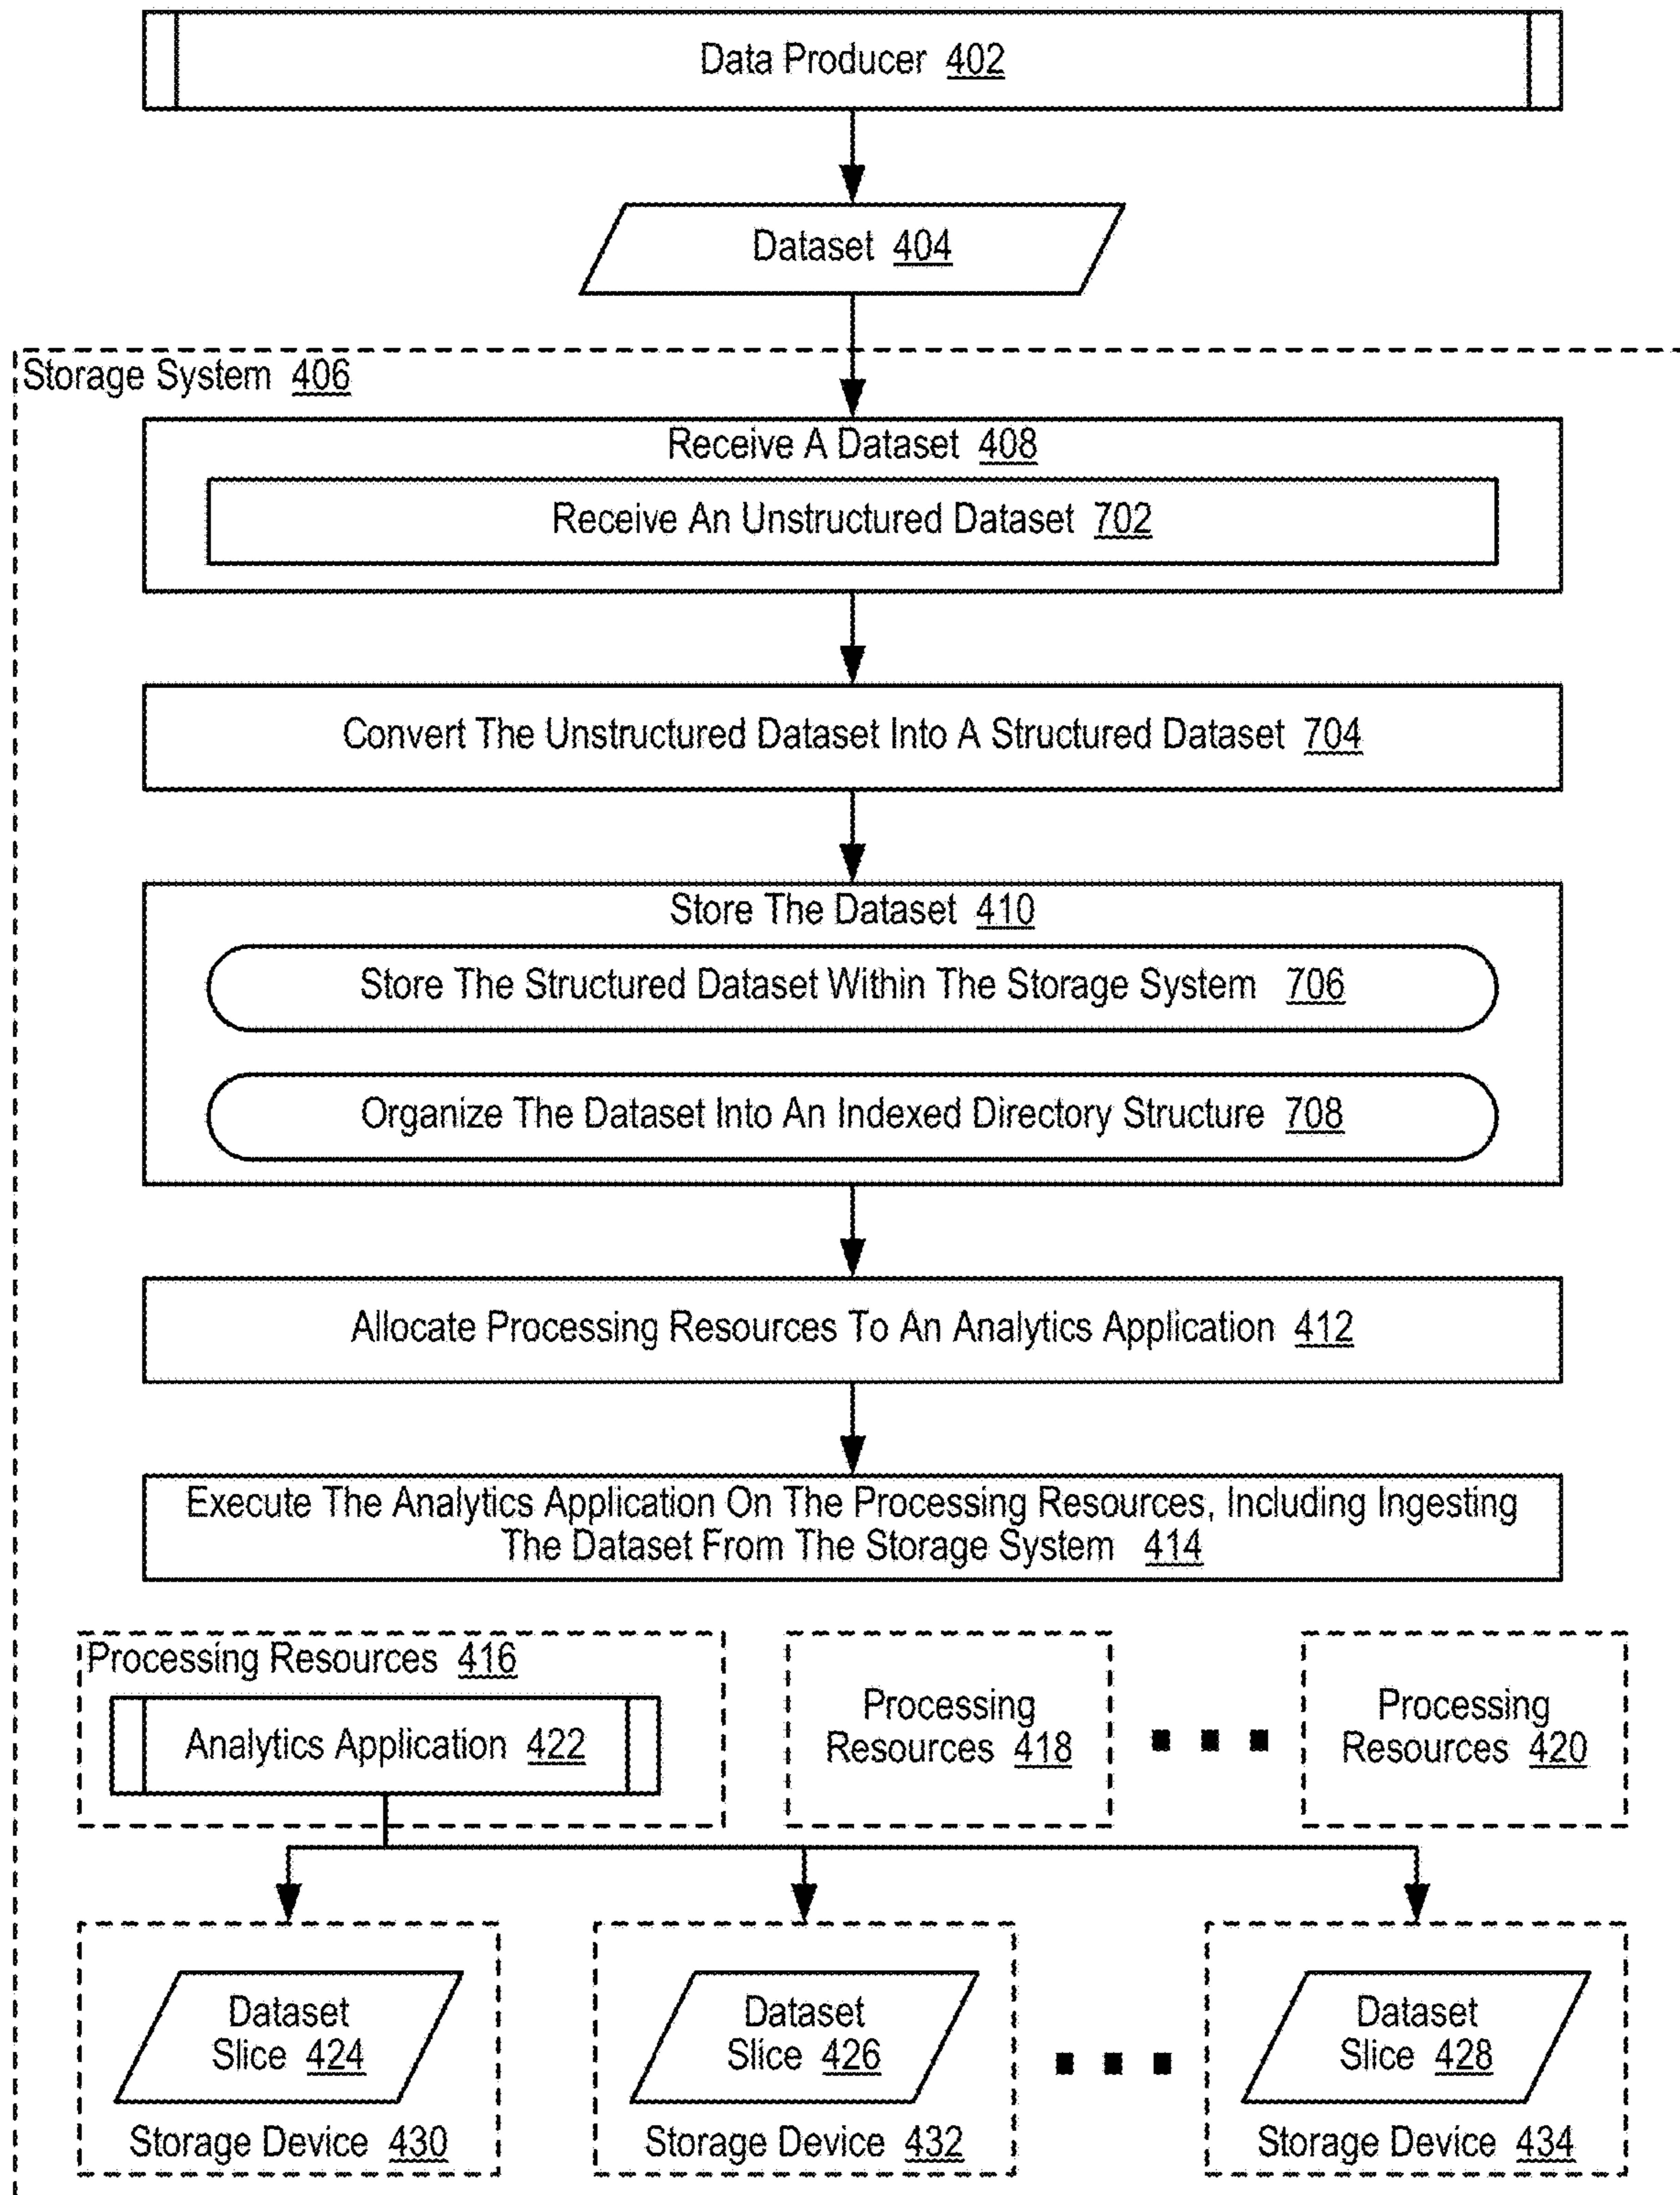 Data Producer 402
Dataset 404
Storage System 406
Receive A Dataset 408
Receive An Unstructured Dataset 702
Convert The Unstructured Dataset Into A Structured Dataset 704
Store The Dataset 410
Store The Structured Dataset Within The Storage System 706
Organize The Dataset Into An Indexed Directory Structure 708
Allocate Processing Resources To An Analytics Application 412
Execute The Analytics Application On The Processing Resources, Including Ingesting
The Dataset From The Storage System 414
Processing Resources 416
Analytics Application 422
Processing
Resources 418
Processing
Resources 420
Dataset
Slice 424
Storage Device 430
Dataset
Slice 426
Storage Device 432
Dataset
Slice 428
Storage Device 434